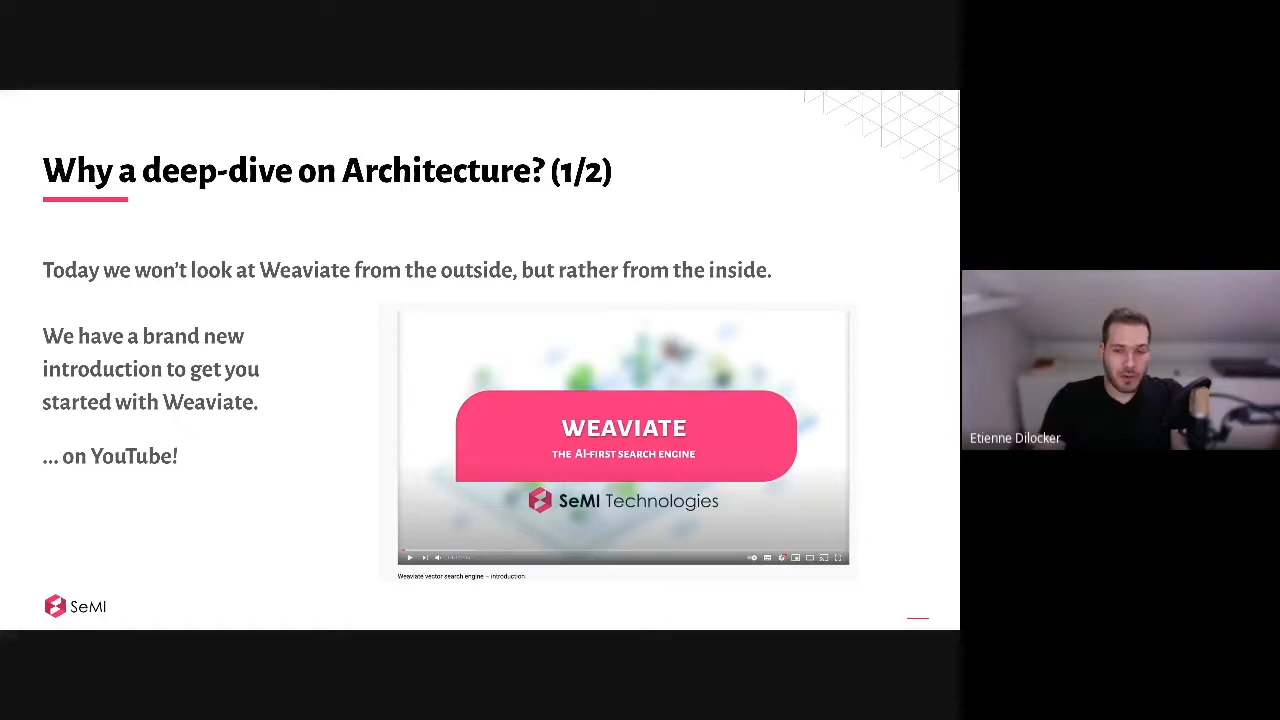 Why a deep-dive on Architecture? (1/2)
Today we won't look at Weaviate from the outside, but rather from the inside.
We have a brand new
introduction to get you
started with Weaviate.
... on YouTube!
WEAVIATE
THE AI-FIRST SEARCH ENGINE
SeMI Technologies
Weaviate vector search engine – introduction
SeMI
Etienne Dilocker